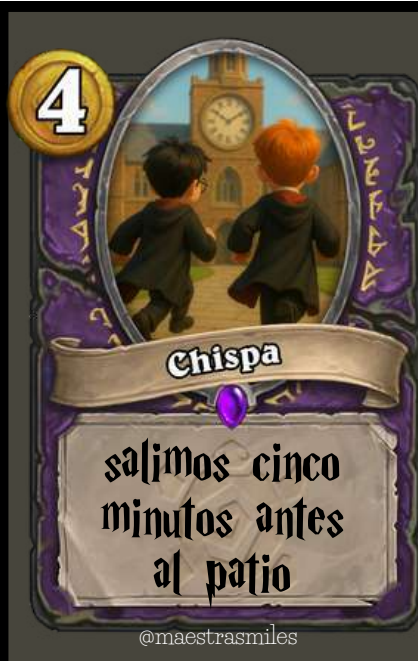 4
Chispa
salimos cinco
minutos antes
al patio
@maestrasmiles